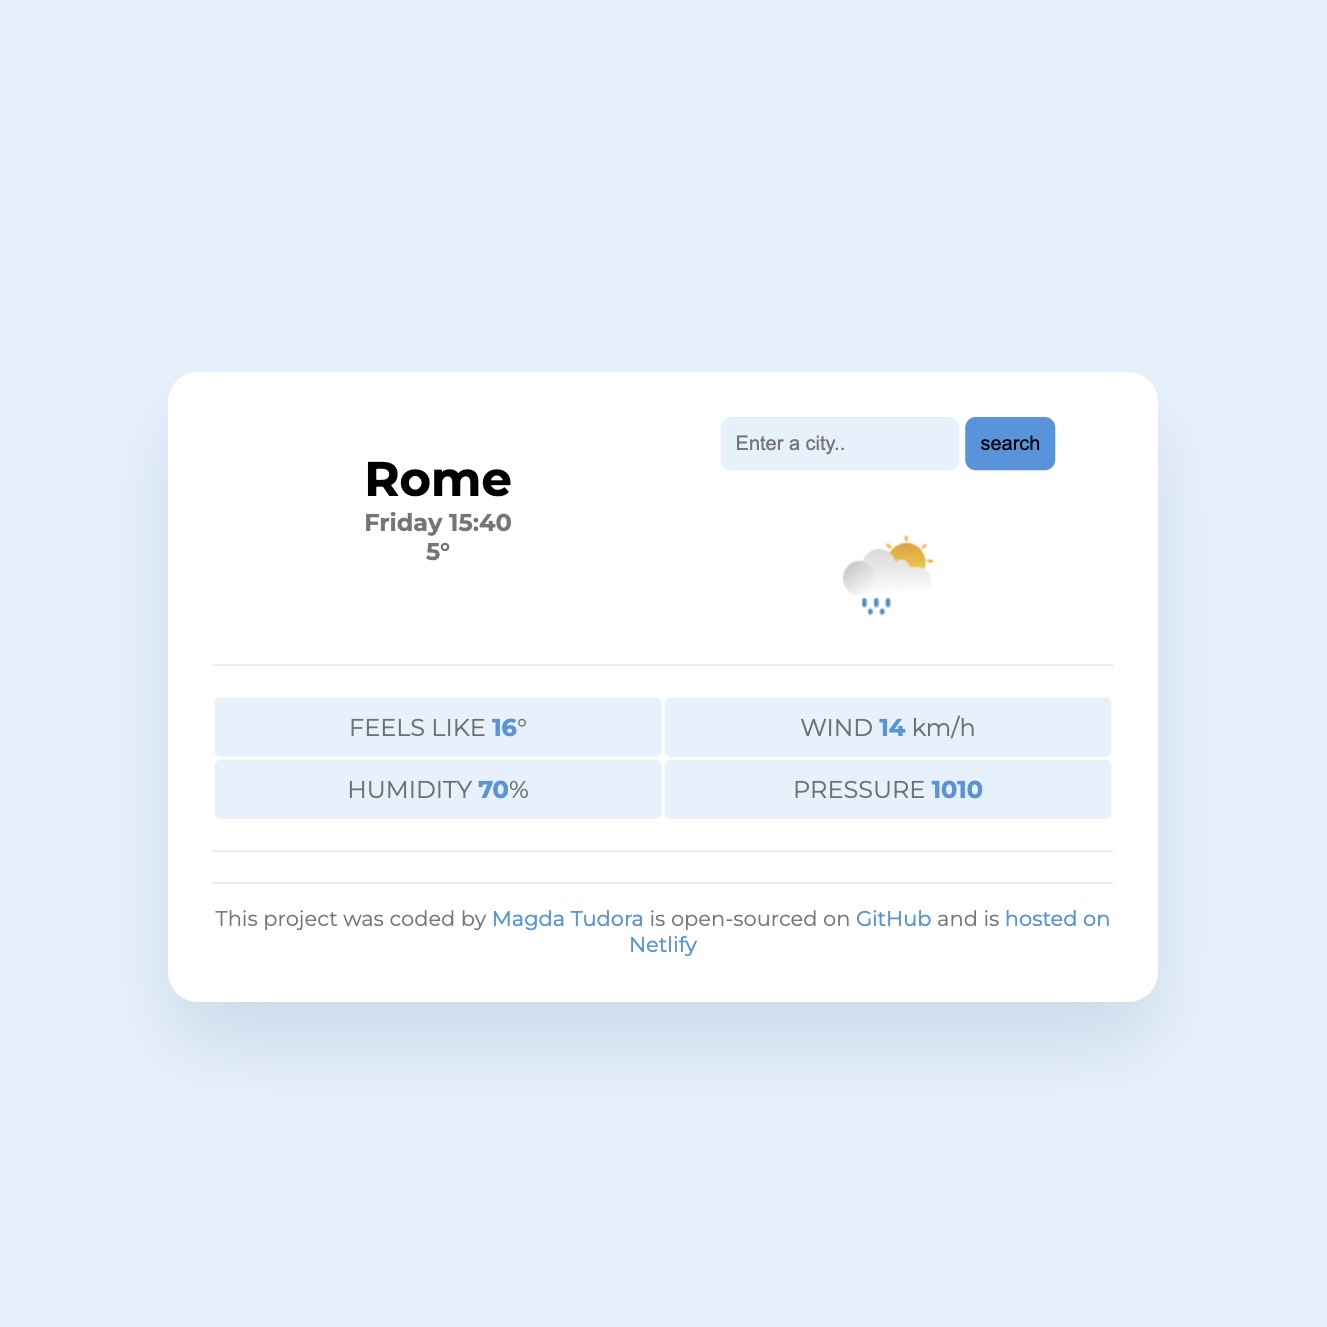 Enter a city..
search
Rome
Friday 15:40
5°
FEELS LIKE 16°
WIND 14 km/h
HUMIDITY 70%
PRESSURE 1010
This project was coded by Magda Tudora is open-sourced on GitHub and is hosted on
Netlify